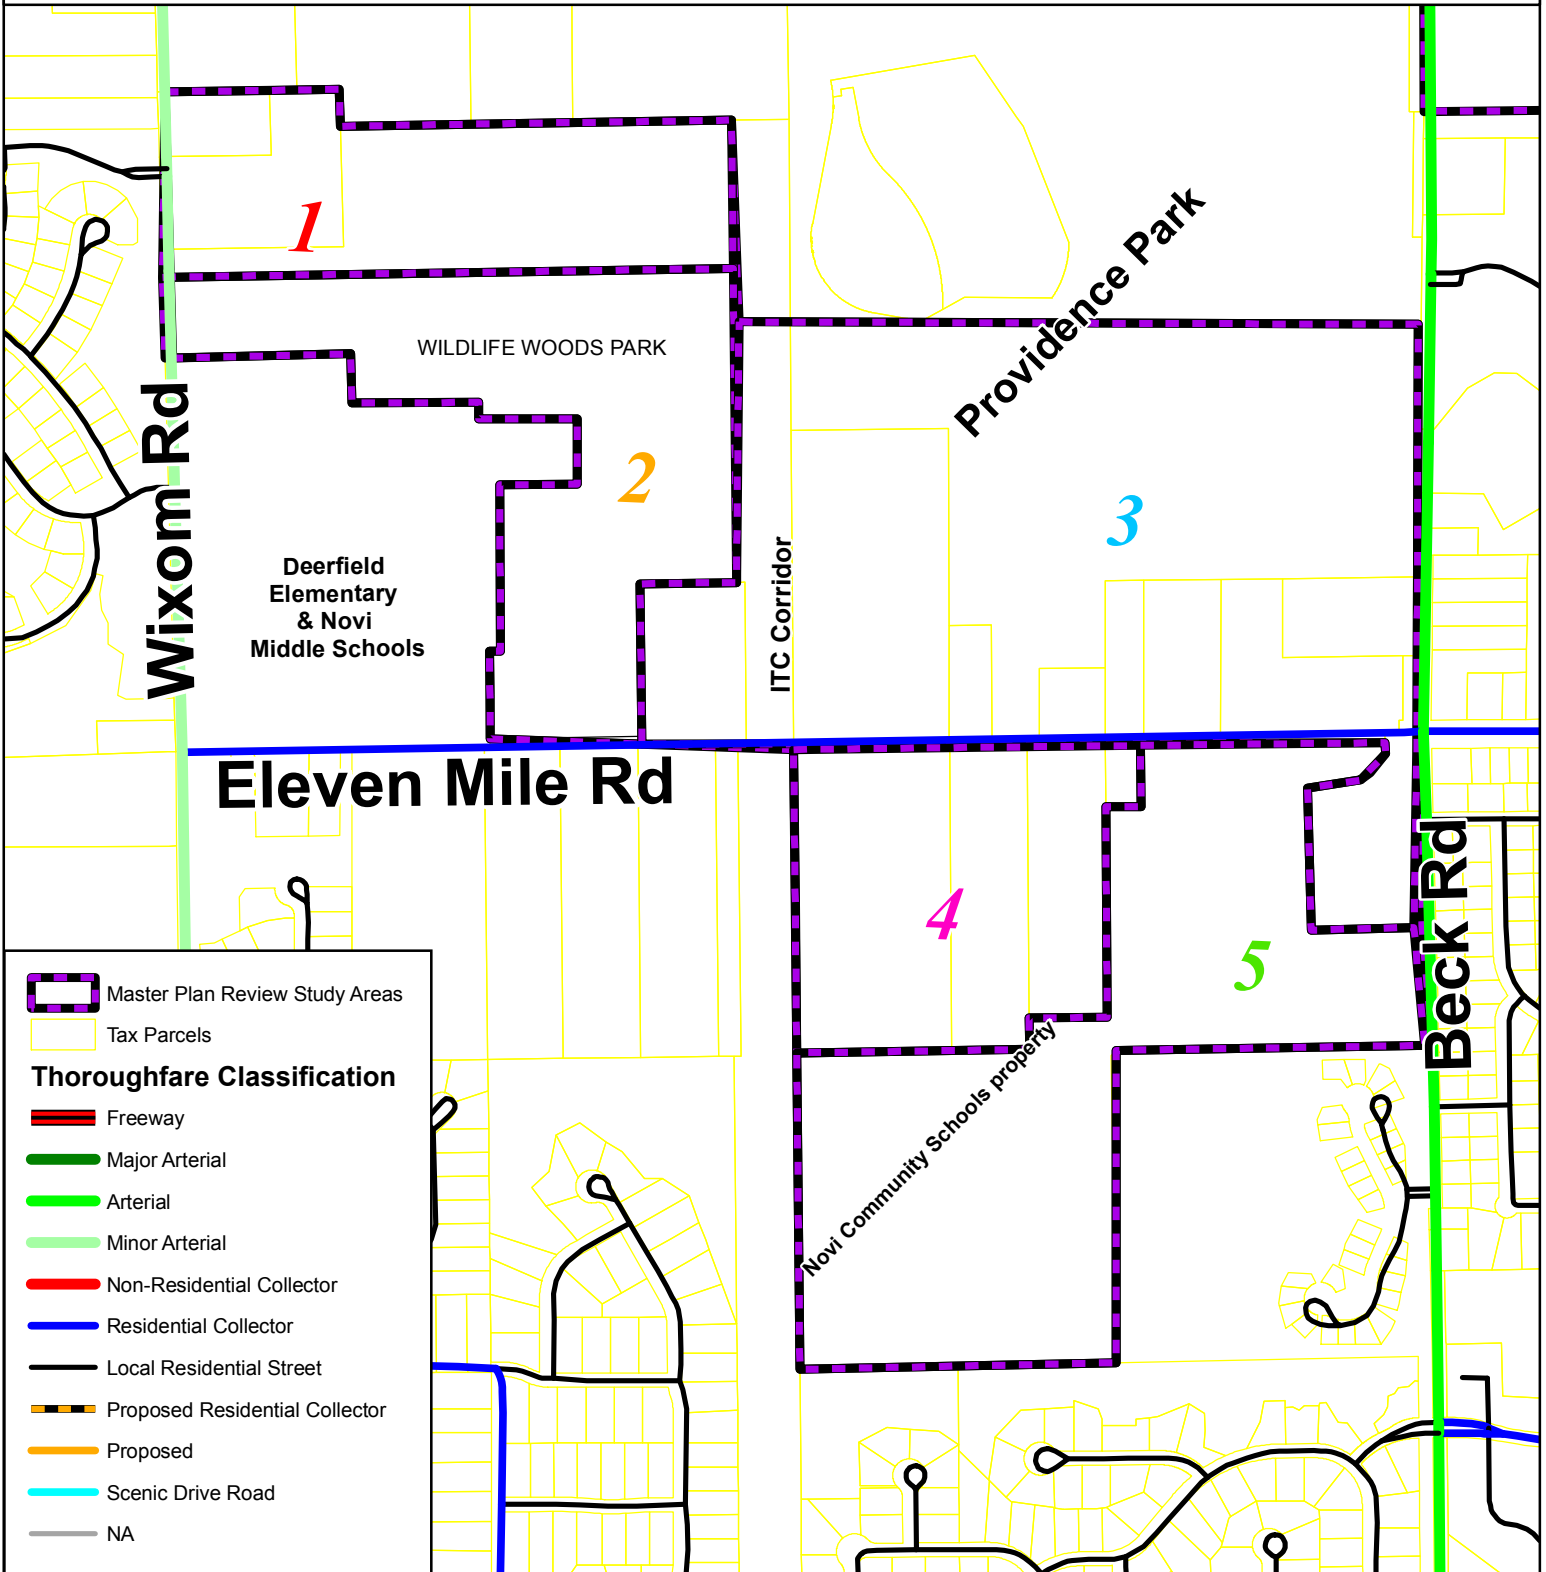 1
WILDLIFE WOODS PARK
Providence Park
Wixom Rd
2
3
Deerfield
Elementary
& Novi
Middle Schools
ITC Corridor
Eleven Mile Rd
4
5
Beck Rd
Novi Community Schools property
Master Plan Review Study Areas
Tax Parcels
Thoroughfare Classification
Freeway
Major Arterial
Arterial
Minor Arterial
Non-Residential Collector
Residential Collector
Local Residential Street
Proposed Residential Collector
Proposed
Scenic Drive Road
NA